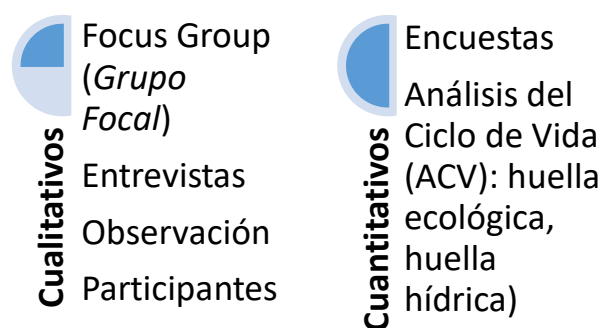 Cualitativos
Focus Group
(Grupo
Focal)
Entrevistas
Observación
Participantes
Cuantitativos
Encuestas
Análisis del
Ciclo de Vida
(ACV): huella
ecológica,
huella
hídrica)